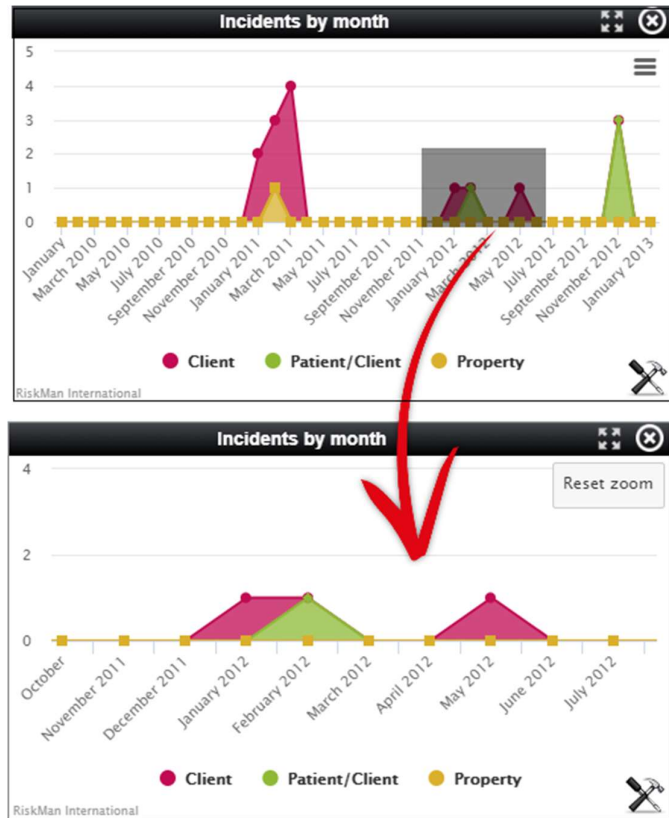 Incidents by month
5
4
3
2
1
0
January
March 2010
May 2010
July 2010
September 2010
November 2010
January 2011
March 2011
May 2011
July 2011
September 2011
November 2011
January 2012
March 2012
May 2012
July 2012
September 2012
November 2012
January 2013
Client Patient/Client Property
RiskMan International
Incidents by month
Reset zoom
4
2
0
October
November 2011
December 2011
January 2012
February 2012
March 2012
April 2012
May 2012
June 2012
July 2012
Client Patient/Client Property
RiskMan International